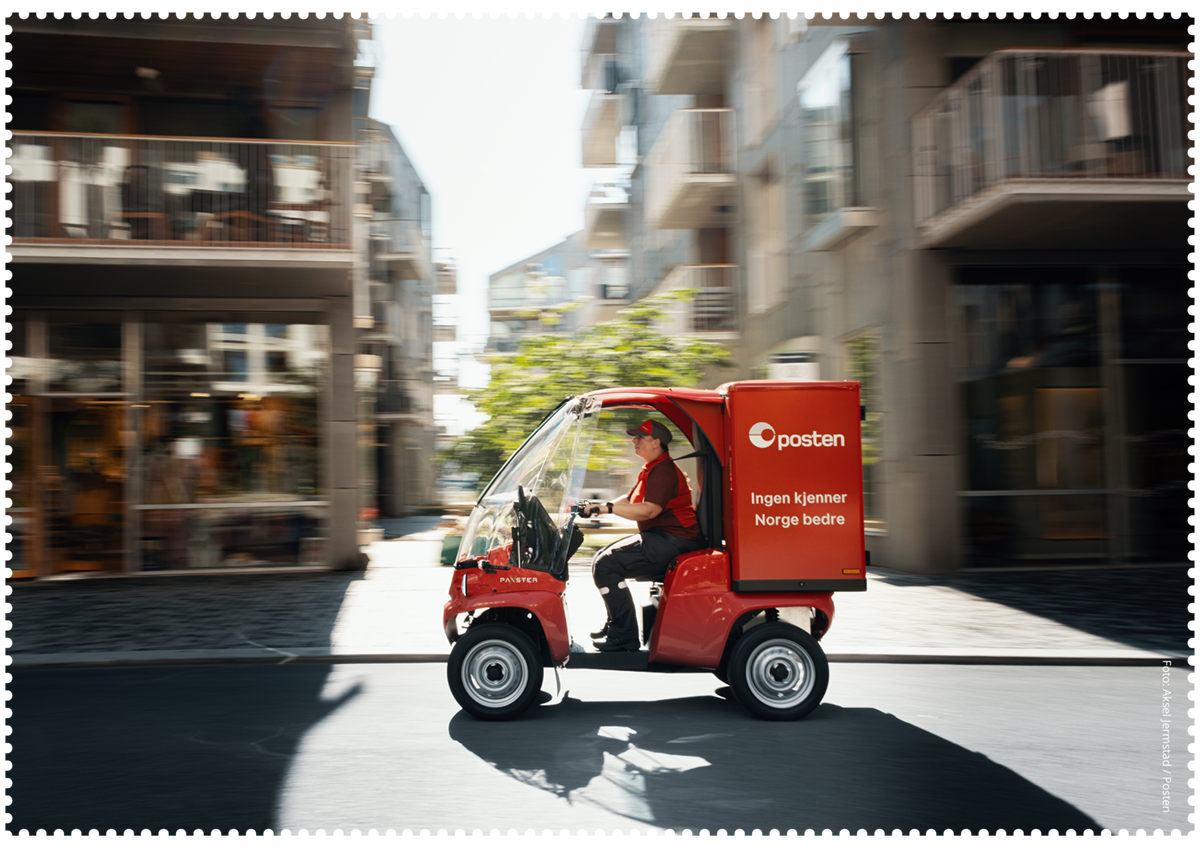 posten
Ingen kjenner
Norge bedre
PAXSTER
Foto: Aksel Jermstad / Posten